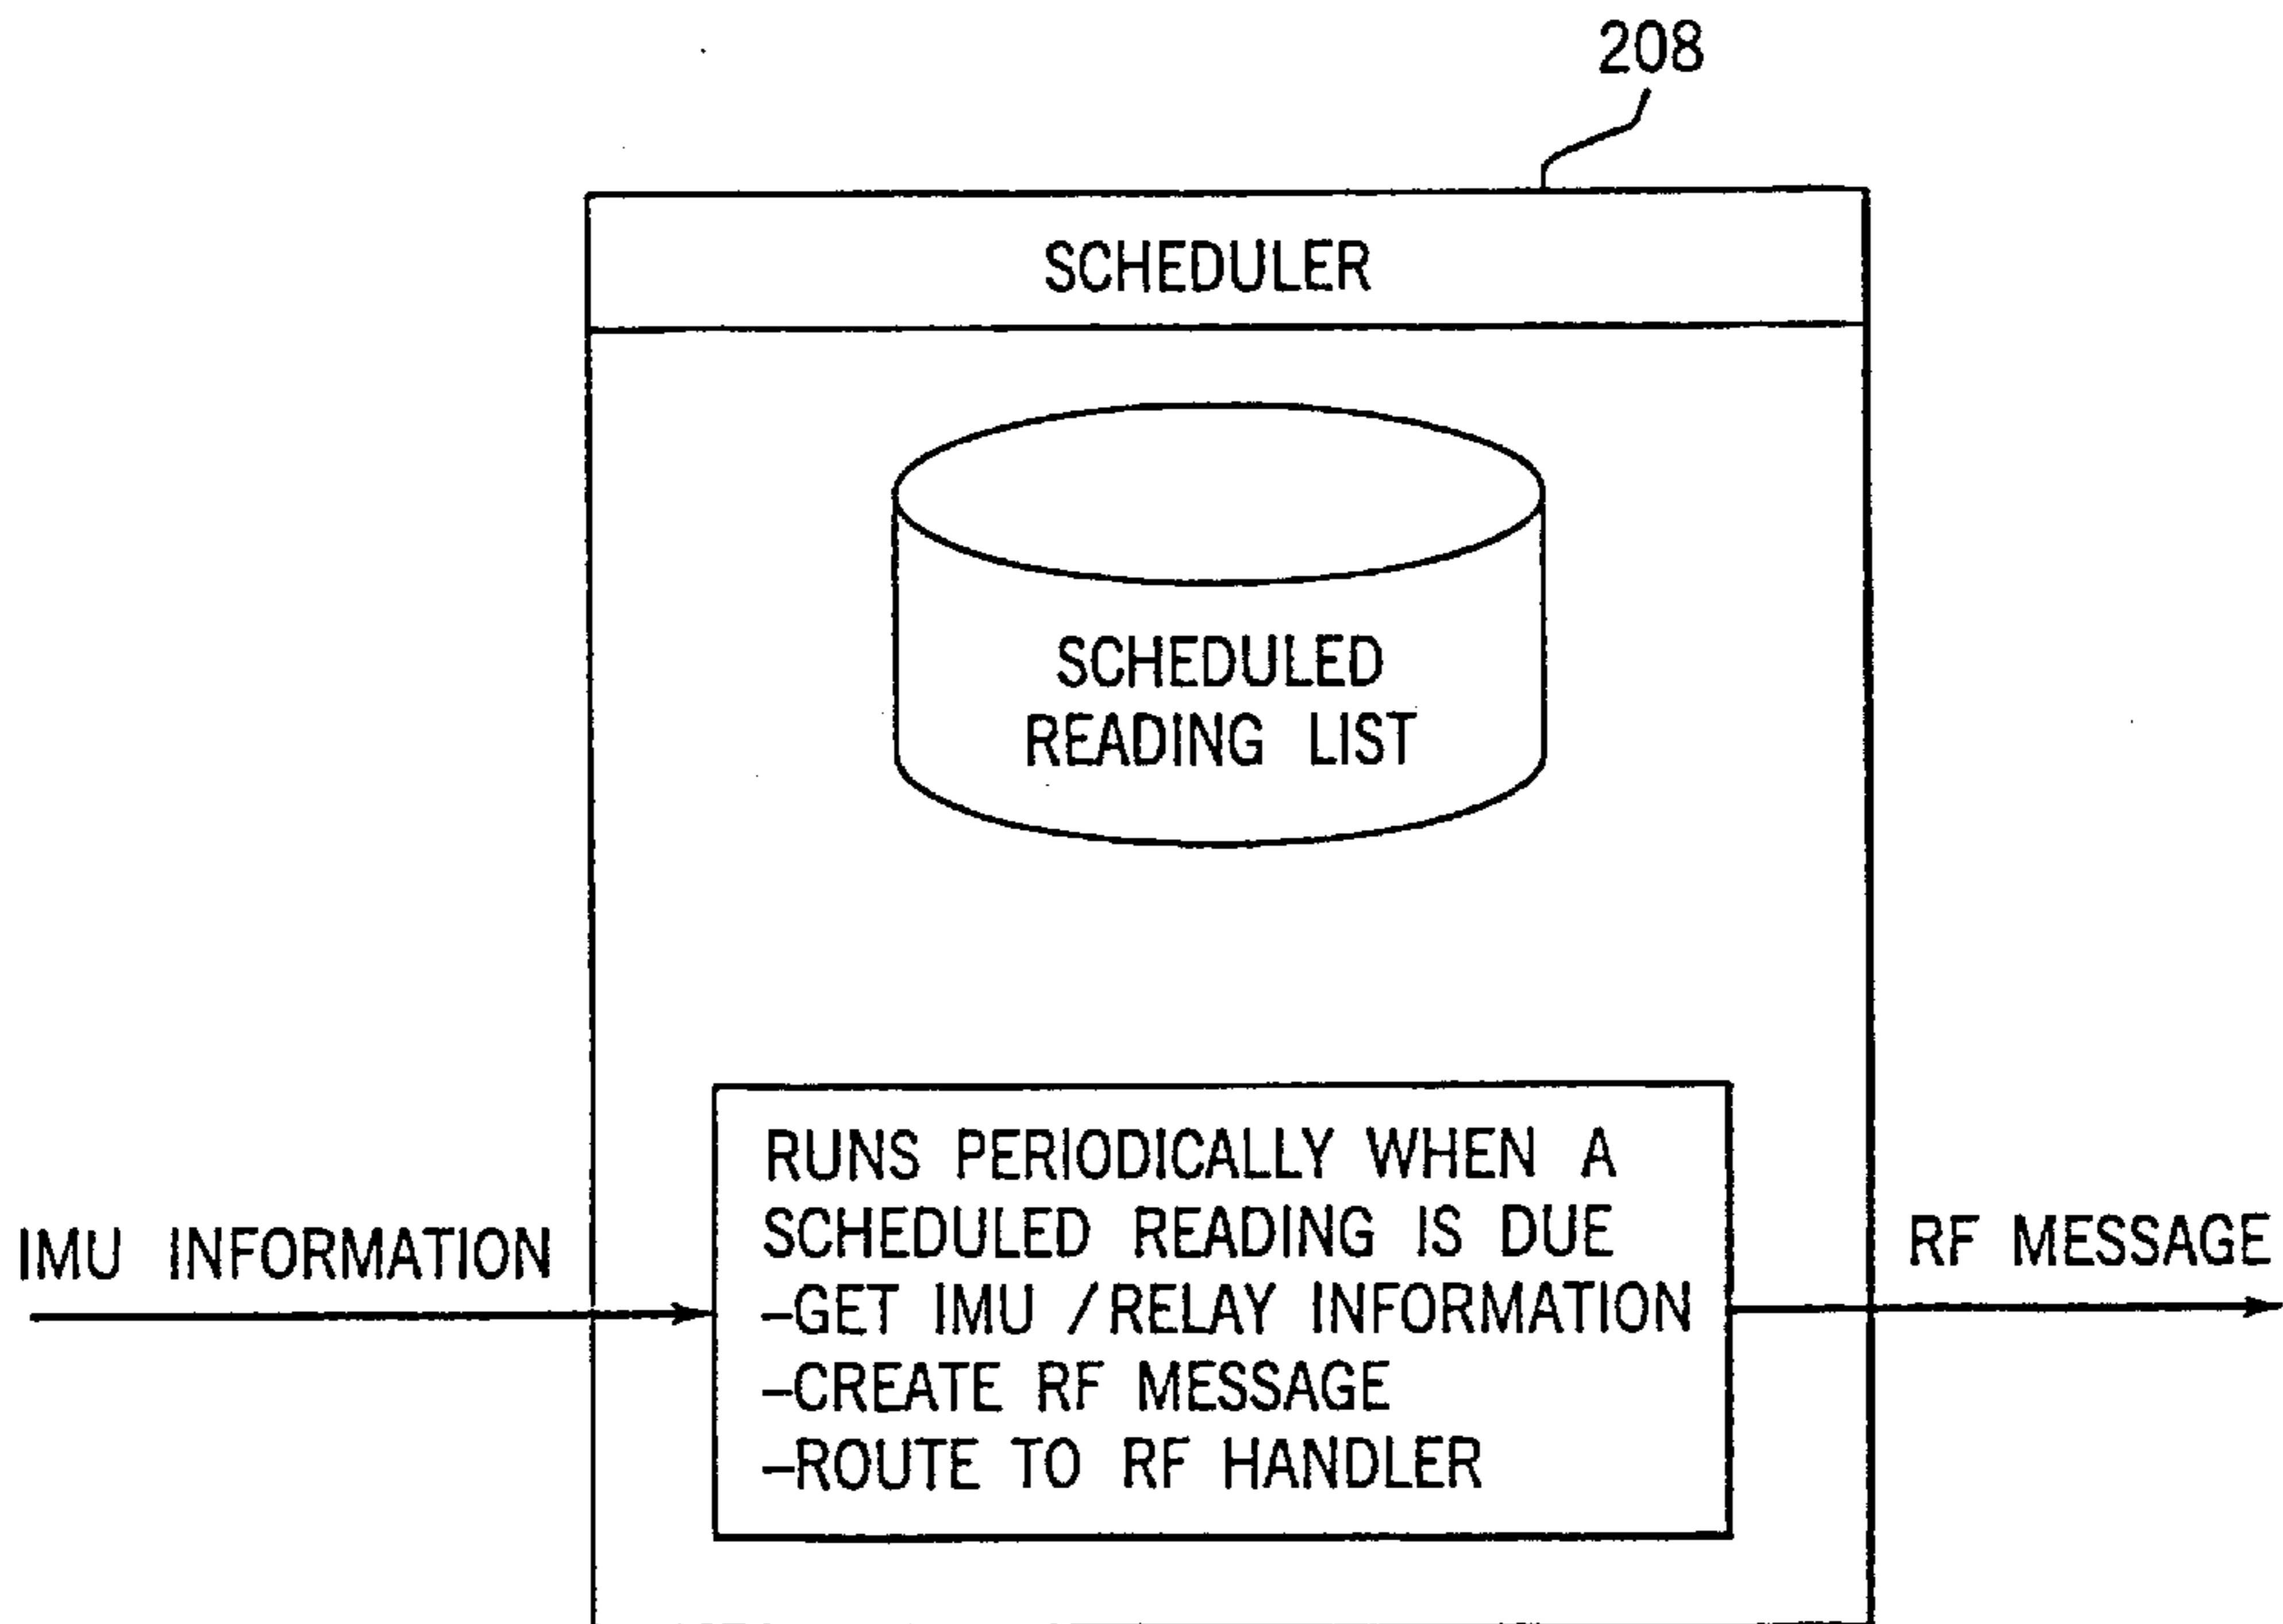 208
SCHEDULER
SCHEDULED
READING LIST
RUNS PERIODICALLY WHEN A
SCHEDULED READING IS DUE
-GET IMU /RELAY INFORMATION
-CREATE RF MESSAGE
-ROUTE TO RF HANDLER
IMU INFORMATION
RF MESSAGE